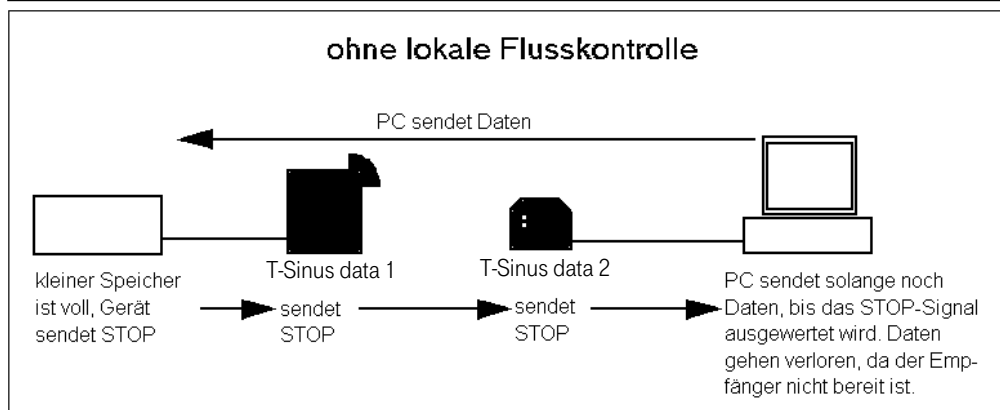 ohne lokale Flusskontrolle
PC sendet Daten
T-Sinus data 1
T-Sinus data 2
kleiner Speicher
ist voll, Gerät
sendet STOP
sendet
STOP
sendet
STOP
PC sendet solange noch
Daten, bis das STOP-Signal
ausgewertet wird. Daten
gehen verloren, da der Emp-
fänger nicht bereit ist.